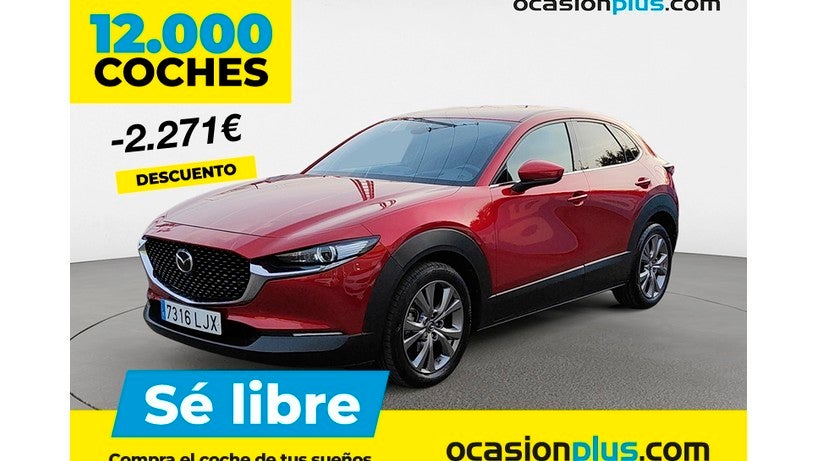 ocasionplus.com
12.000
COCHES
-2.271€
DESCUENTO
7316 LJX
Sé libre
Compra el coche de tus sueños
ocasionplus.com